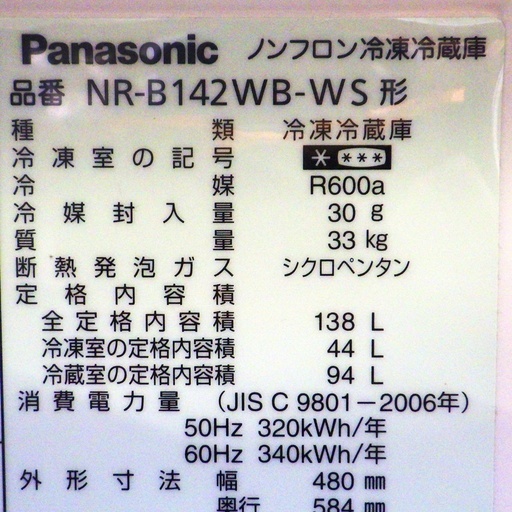 Panasonic ノンフロン冷凍冷蔵庫
品番 NR-B142WB-WS 形
種類 冷凍冷蔵庫
冷凍室の記号 * ***
冷媒 R600a
冷媒封入量 30 g
質量 33 kg
断熱発泡ガス シクロペンタン
定格内容積
全定格内容積 138 L
冷凍室の定格内容積 44 L
冷蔵室の定格内容積 94 L
消費電力量 (JIS C 9801-2006年)
50Hz 320kWh/年
60Hz 340kWh/年
外形寸法 幅 480 mm
奥行 584 mm